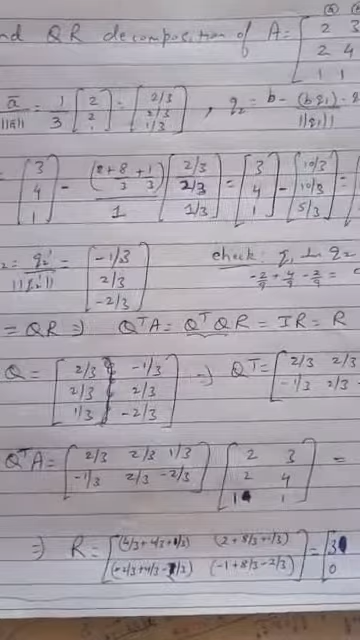 nd QR decomposition of A = [2 3
2 4
1 1]
ā/||ā|| = 1/3 [2 2 1] = [2/3 2/3 1/3], q2 = b - (b q1) · q
||q1||
= [3 4 1] - (2+8/3+1/3)/1 [2/3 2/3 1/3] = [3 4 1] - [10/3 10/3 5/3] =
2 = q2'/||q2'|| = [-1/3 2/3 -2/3] check: q1 ⊥ q2
-2/9 + 4/9 - 2/9 =
= QR ⇒ QTA = QTQR = IR = R
Q = [2/3 -1/3
2/3 2/3
1/3 -2/3] ⇒ QT = [2/3 2/3
-1/3 2/3
QTA = [2/3 2/3 1/3
-1/3 2/3 -2/3] [2 3
2 4
1 1] =
⇒ R = [(4/3+4/3+1/3) (2+8/3+1/3)
(-2/3+4/3-2/3) (-1+8/3-2/3)] = [3
0